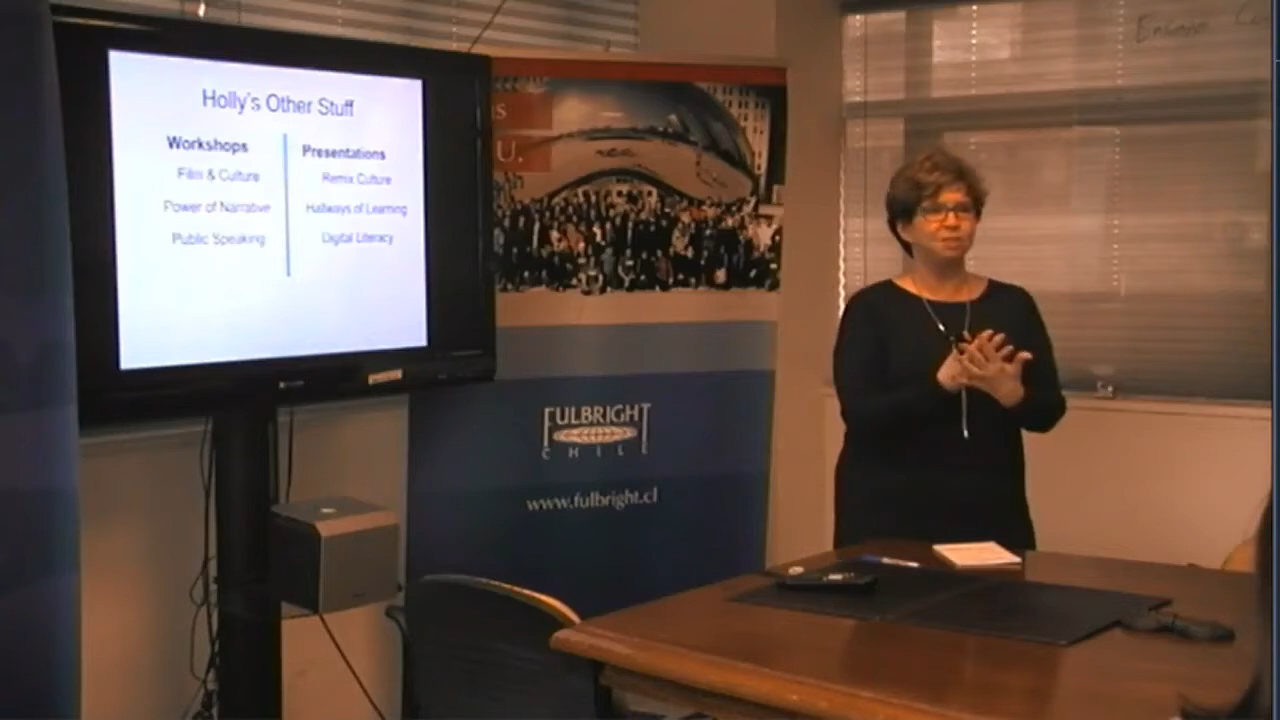 Holly's Other Stuff
Workshops
Film & Culture
Power of Narrative
Public Speaking
Presentations
Remix Culture
Hallways of Learning
Digital Literacy
U.
FULBRIGHT
CHILE
www.fulbright.cl